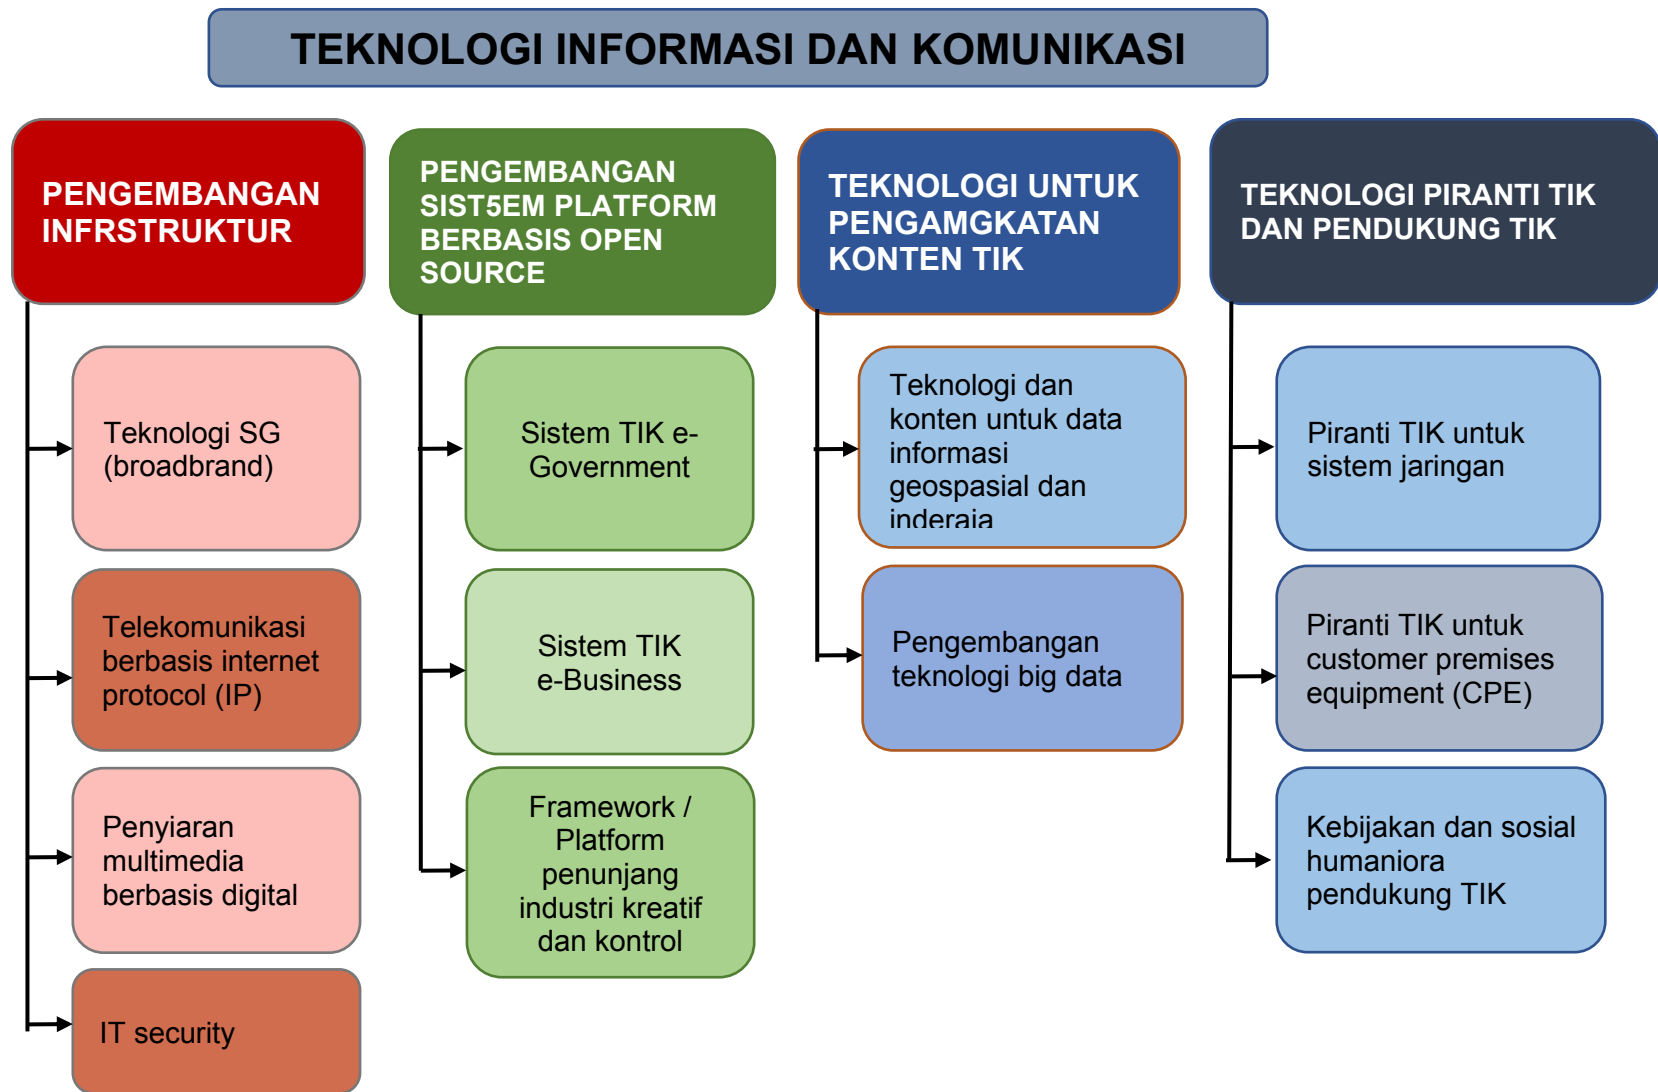 TEKNOLOGI INFORMASI DAN KOMUNIKASI
PENGEMBANGAN
INFRSTRUKTUR
Teknologi SG
(broadbrand)
Telekomunikasi
berbasis internet
protocol (IP)
Penyiaran
multimedia
berbasis digital
IT security
PENGEMBANGAN
SIST5EM PLATFORM
BERBASIS OPEN
SOURCE
Sistem TIK e-
Government
Sistem TIK
e-Business
Framework /
Platform
penunjang
industri kreatif
dan kontrol
TEKNOLOGI UNTUK
PENGAMGKATAN
KONTEN TIK
Teknologi dan
konten untuk data
informasi
geospasial dan
inderaja
Pengembangan
teknologi big data
TEKNOLOGI PIRANTI TIK
DAN PENDUKUNG TIK
Piranti TIK untuk
sistem jaringan
Piranti TIK untuk
customer premises
equipment (CPE)
Kebijakan dan sosial
humaniora
pendukung TIK